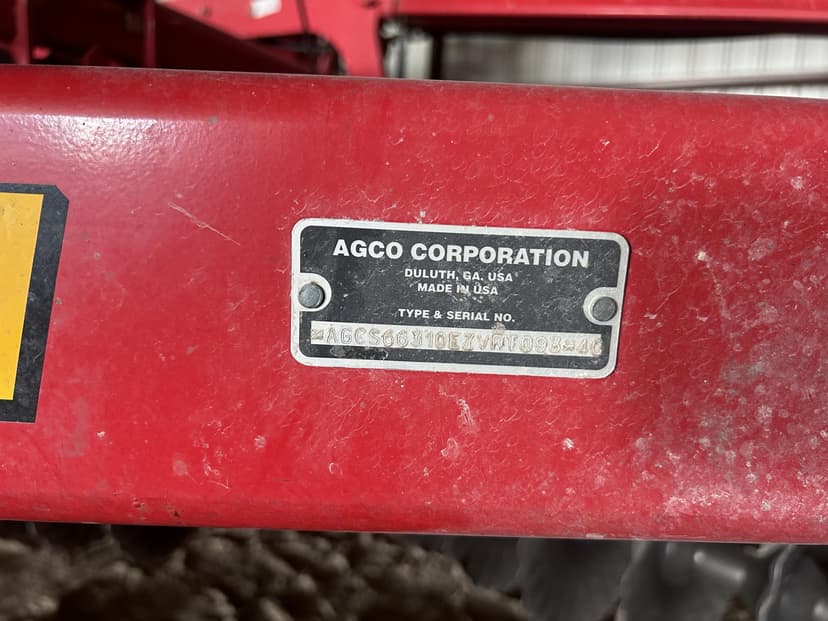 AGCO CORPORATION
DULUTH, GA. USA
MADE IN USA
TYPE & SERIAL NO.